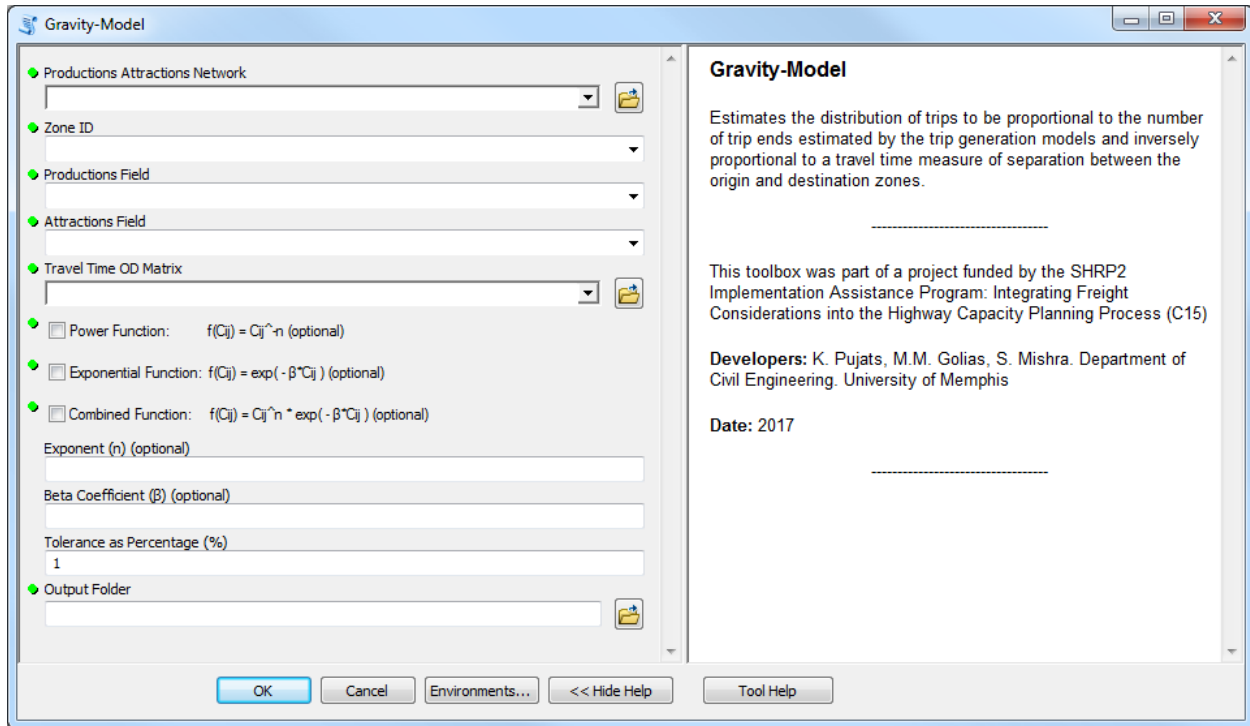 Gravity-Model
Productions Attractions Network
Zone ID
Productions Field
Attractions Field
Travel Time OD Matrix
Power Function: f(Cij) = Cij^-n (optional)
Exponential Function: f(Cij) = exp( - β*Cij ) (optional)
Combined Function: f(Cij) = Cij^n * exp( - β*Cij ) (optional)
Exponent (n) (optional)
Beta Coefficient (β) (optional)
Tolerance as Percentage (%)
1
Output Folder
Gravity-Model
Estimates the distribution of trips to be proportional to the number
of trip ends estimated by the trip generation models and inversely
proportional to a travel time measure of separation between the
origin and destination zones.
----------------------------------
This toolbox was part of a project funded by the SHRP2
Implementation Assistance Program: Integrating Freight
Considerations into the Highway Capacity Planning Process (C15)
Developers: K. Pujats, M.M. Golias, S. Mishra. Department of
Civil Engineering. University of Memphis
Date: 2017
----------------------------------
OK
Cancel
Environments...
<< Hide Help
Tool Help